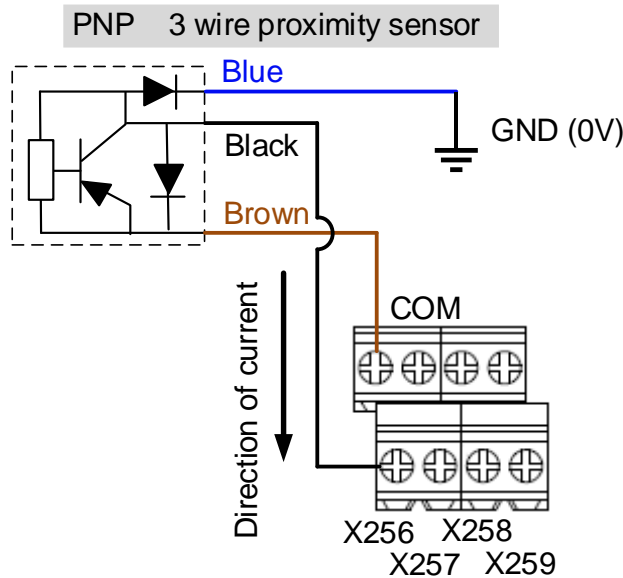 PNP 3 wire proximity sensor
Blue
GND (0V)
Black
Brown
COM
Direction of current
X256 X258
X257 X259